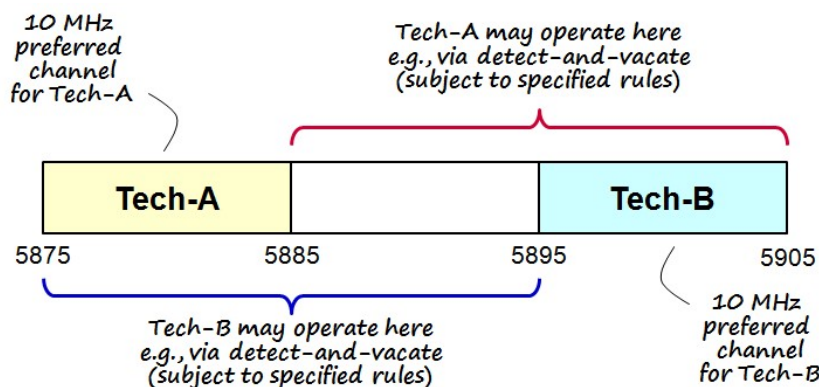 10 MHz
preferred
channel
for Tech-A
Tech-A may operate here
e.g., via detect-and-vacate
(subject to specified rules)
Tech-A
Tech-B
5875
5885
5895
5905
Tech-B may operate here
e.g., via detect-and-vacate
(subject to specified rules)
10 MHz
preferred
channel
for Tech-B